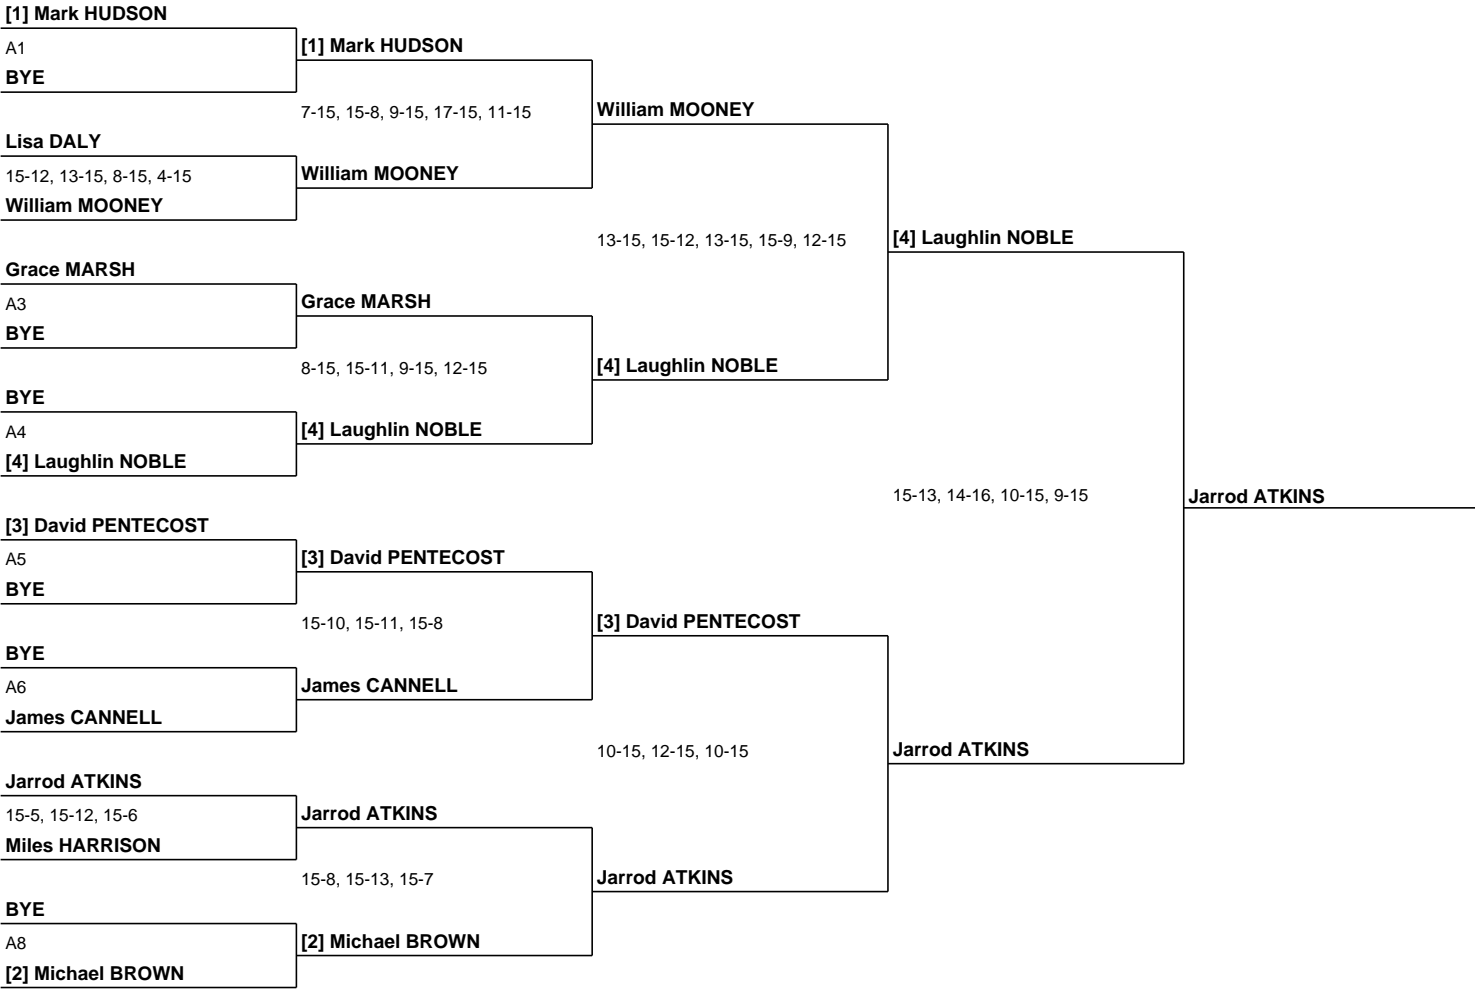 [1] Mark HUDSON
A1
BYE
[1] Mark HUDSON
7-15, 15-8, 9-15, 17-15, 11-15
William MOONEY
Lisa DALY
15-12, 13-15, 8-15, 4-15
William MOONEY
William MOONEY
13-15, 15-12, 13-15, 15-9, 12-15
[4] Laughlin NOBLE
Grace MARSH
A3
BYE
Grace MARSH
8-15, 15-11, 9-15, 12-15
[4] Laughlin NOBLE
BYE
A4
[4] Laughlin NOBLE
[4] Laughlin NOBLE
15-13, 14-16, 10-15, 9-15
Jarrod ATKINS
[3] David PENTECOST
A5
BYE
[3] David PENTECOST
15-10, 15-11, 15-8
[3] David PENTECOST
BYE
A6
James CANNELL
James CANNELL
10-15, 12-15, 10-15
Jarrod ATKINS
Jarrod ATKINS
15-5, 15-12, 15-6
Miles HARRISON
Jarrod ATKINS
15-8, 15-13, 15-7
Jarrod ATKINS
BYE
A8
[2] Michael BROWN
[2] Michael BROWN